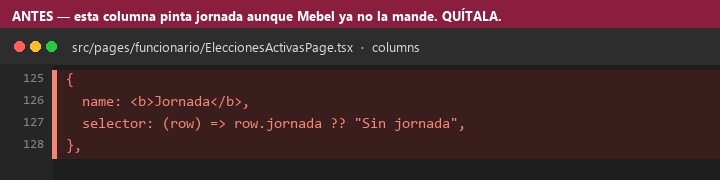 ANTES — esta columna pinta jornada aunque Mebel ya no la mande. QUÍTALA.
src/pages/funcionario/EleccionesActivasPage.tsx · columns
125 {
126 name: <b>Jornada</b>,
127 selector: (row) => row.jornada ?? "Sin jornada",
128 },